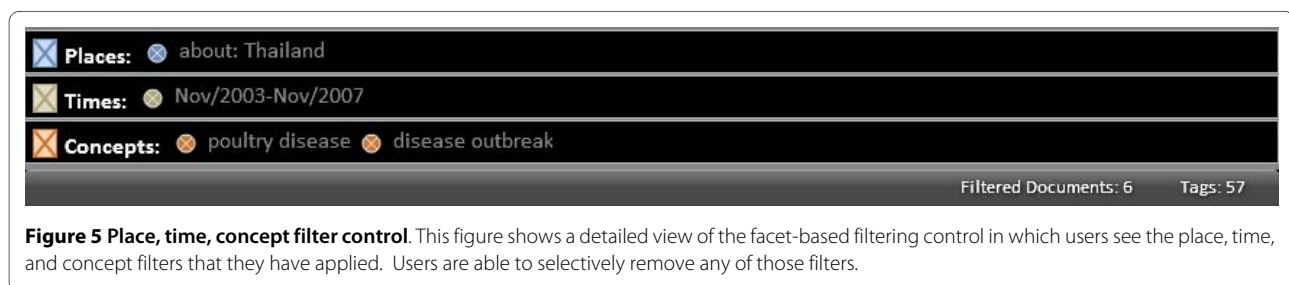 Places: about: Thailand
Times: Nov/2003-Nov/2007
Concepts: poultry disease disease outbreak
Filtered Documents: 6 Tags: 57
Figure 5 Place, time, concept filter control. This figure shows a detailed view of the facet-based filtering control in which users see the place, time,
and concept filters that they have applied. Users are able to selectively remove any of those filters.